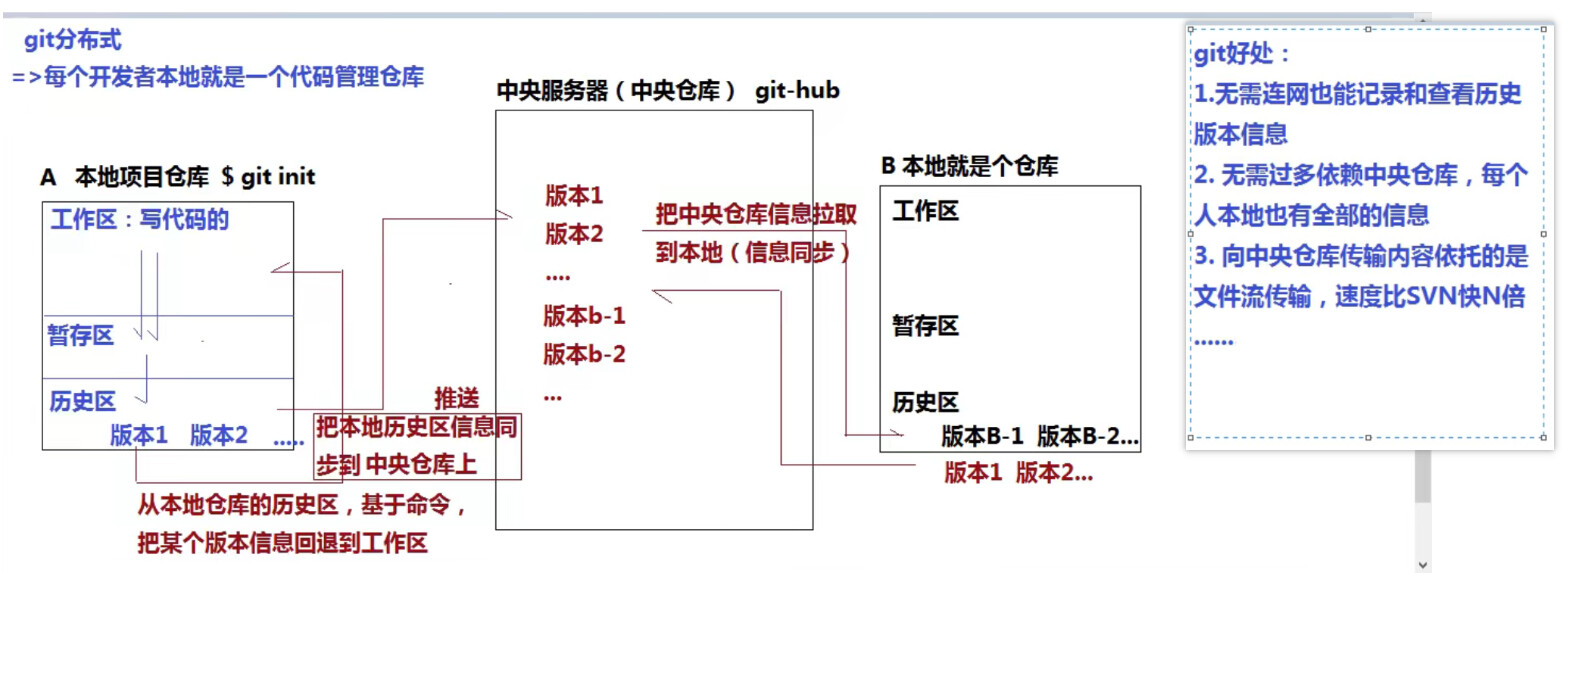 git分布式
=>每个开发者本地就是一个代码管理仓库
中央服务器（中央仓库） git-hub
A 本地项目仓库 $ git init
工作区：写代码的
暂存区
历史区
版本1 版本2 .....
从本地仓库的历史区，基于命令，
把某个版本信息回退到工作区
推送
把本地历史区信息同
步到 中央仓库上
版本1
版本2
....
版本b-1
版本b-2
...
把中央仓库信息拉取
到本地（信息同步）
B 本地就是个仓库
工作区
暂存区
历史区
版本B-1 版本B-2...
版本1 版本2...
git好处：
1.无需连网也能记录和查看历史
版本信息
2. 无需过多依赖中央仓库，每个
人本地也有全部的信息
3. 向中央仓库传输内容依托的是
文件流传输，速度比SVN快N倍
......